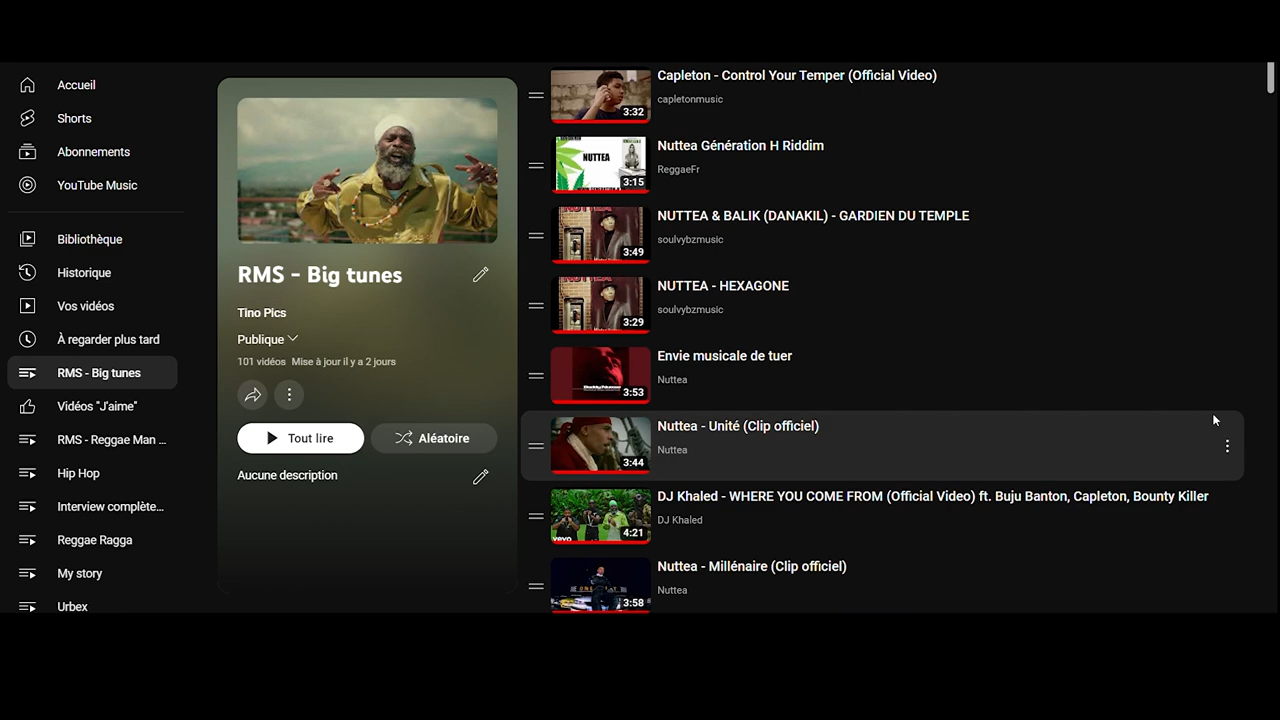 Accueil
Shorts
Abonnements
YouTube Music
Bibliothèque
Historique
Vos vidéos
À regarder plus tard
RMS - Big tunes
Vidéos "J'aime"
RMS - Reggae Man ...
Hip Hop
Interview complète...
Reggae Ragga
My story
Urbex
RMS - Big tunes
Tino Pics
Publique
101 vidéos Mise à jour il y a 2 jours
Tout lire
Aléatoire
Aucune description
Capleton - Control Your Temper (Official Video)
capletonmusic
3:32
Nuttea Génération H Riddim
ReggaeFr
NUTTEA
3:15
NUTTEA & BALIK (DANAKIL) - GARDIEN DU TEMPLE
soulvybzmusic
3:49
NUTTEA - HEXAGONE
soulvybzmusic
3:29
Envie musicale de tuer
Nuttea
3:53
Nuttea - Unité (Clip officiel)
Nuttea
3:44
DJ Khaled - WHERE YOU COME FROM (Official Video) ft. Buju Banton, Capleton, Bounty Killer
DJ Khaled
vevo
4:21
Nuttea - Millénaire (Clip officiel)
Nuttea
3:58